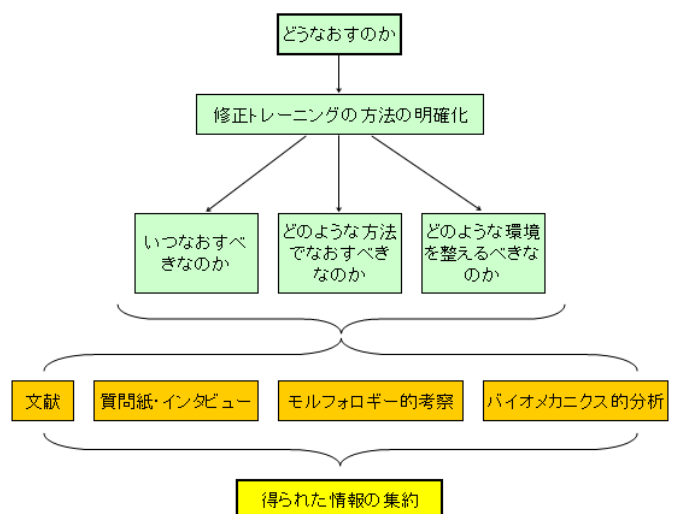 どうなおすのか
修正トレーニングの方法の明確化
いつなおすべ
きなのか
どのような方法
でなおすべき
なのか
どのような環境
を整えるべきな
のか
文献
質問紙・インタビュー
モルフォロギー的考察
バイオメカニクス的分析
得られた情報の集約